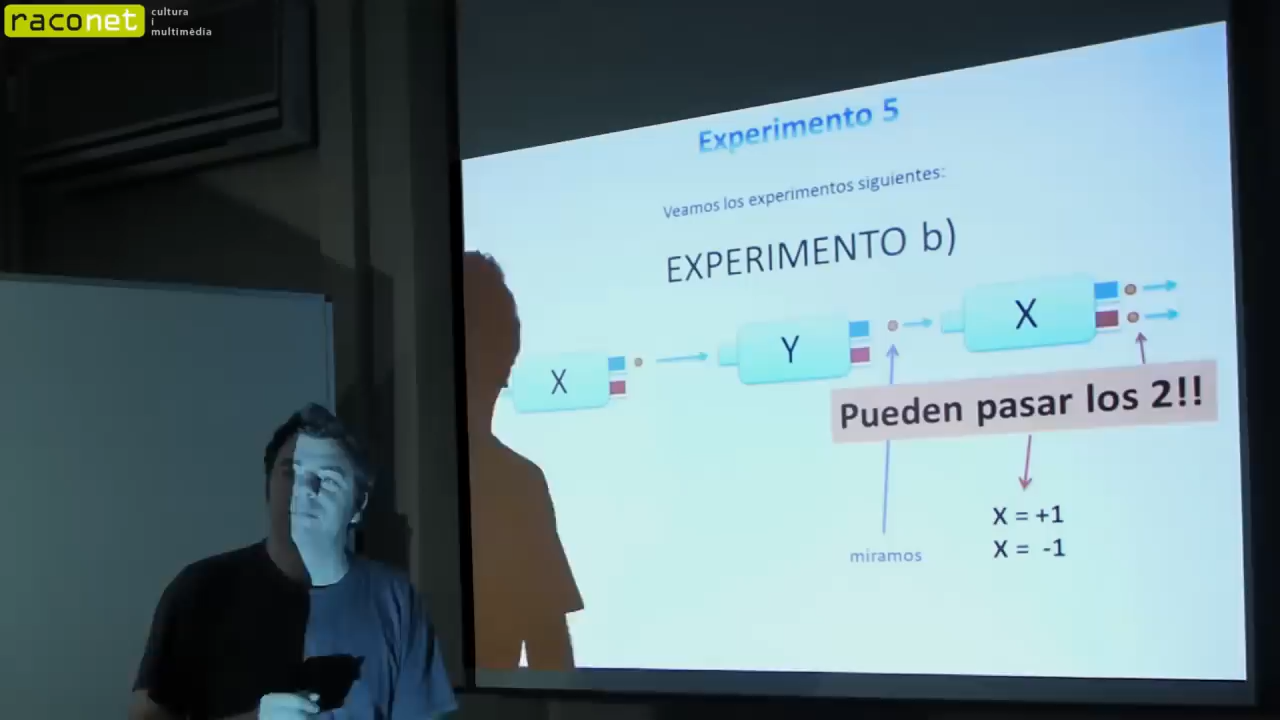 raconet
cultura
i
multimèdia
Experimento 5
Veamos los experimentos siguientes:
EXPERIMENTO b)
X
Y
X
Pueden pasar los 2!!
X = +1
X = -1
miramos